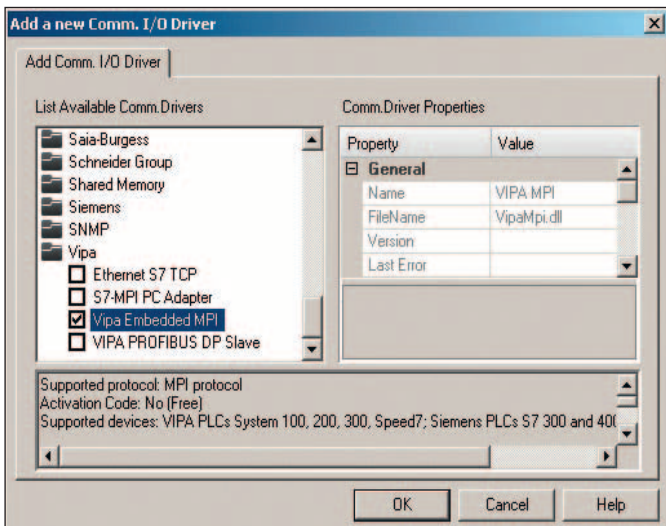 Add a new Comm. I/O Driver
Add Comm. I/O Driver
List Available Comm.Drivers
Saia-Burgess
Schneider Group
Shared Memory
Siemens
SNMP
Vipa
Ethernet S7 TCP
S7-MPI PC Adapter
Vipa Embedded MPI
VIPA PROFIBUS DP Slave
Comm.Driver Properties
Property Value
General
Name VIPA MPI
FileName VipaMpi.dll
Version
Last Error
Supported protocol: MPI protocol
Activation Code: No (Free)
Supported devices: VIPA PLCs System 100, 200, 300, Speed7; Siemens PLCs S7 300 and
OK Cancel Help